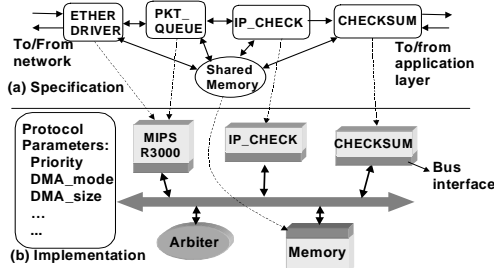 ETHER
DRIVER
PKT_
QUEUE
IP_CHECK
CHECKSUM
To/From
network
Shared
Memory
To/from
application
layer
(a) Specification
Protocol
Parameters:
Priority
DMA_mode
DMA_size
...
...
MIPS
R3000
IP_CHECK
CHECKSUM
Bus
interface
Arbiter
Memory
(b) Implementation